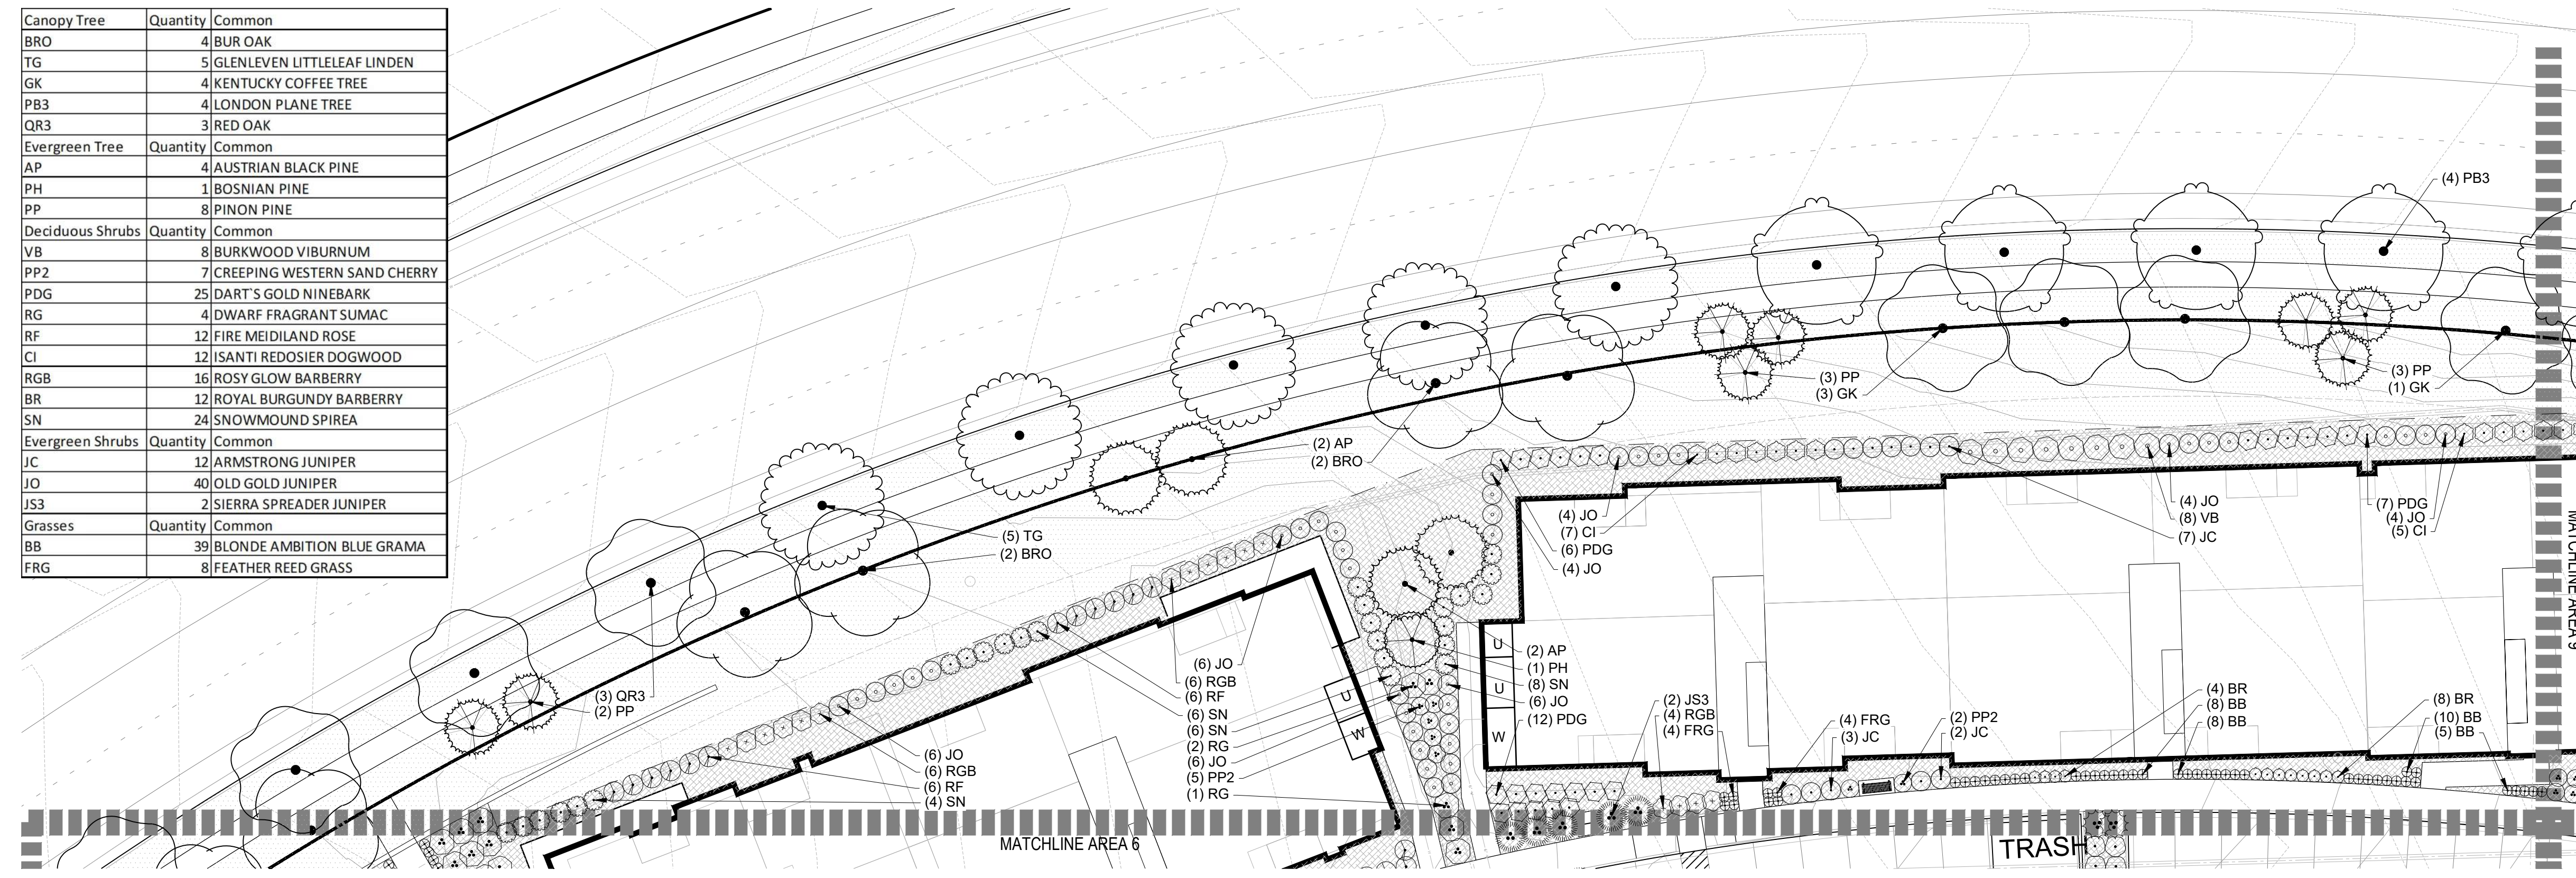 Canopy Tree Quantity Common
BRO 4 BUR OAK
TG 5 GLENLEVEN LITTLELEAF LINDEN
GK 4 KENTUCKY COFFEE TREE
PB3 4 LONDON PLANE TREE
QR3 3 RED OAK
Evergreen Tree Quantity Common
AP 4 AUSTRIAN BLACK PINE
PH 1 BOSNIAN PINE
PP 8 PINON PINE
Deciduous Shrubs Quantity Common
VB 8 BURKWOOD VIBURNUM
PP2 7 CREEPING WESTERN SAND CHERRY
PDG 25 DART`S GOLD NINEBARK
RG 4 DWARF FRAGRANT SUMAC
RF 12 FIRE MEIDILAND ROSE
CI 12 ISANTI REDOSIER DOGWOOD
RGB 16 ROSY GLOW BARBERRY
BR 12 ROYAL BURGUNDY BARBERRY
SN 24 SNOWMOUND SPIREA
Evergreen Shrubs Quantity Common
JC 12 ARMSTRONG JUNIPER
JO 40 OLD GOLD JUNIPER
JS3 2 SIERRA SPREADER JUNIPER
Grasses Quantity Common
BB 39 BLONDE AMBITION BLUE GRAMA
FRG 8 FEATHER REED GRASS
(4) PB3
(3) PP
(3) GK
(3) PP
(1) GK
(2) AP
(2) BRO
(5) TG
(2) BRO
(4) JO
(7) CI
(6) PDG
(4) JO
(4) JO
(8) VB
(7) JC
(7) PDG
(4) JO
(5) CI
(3) QR3
(2) PP
(6) JO
(6) RGB
(6) RF
(6) SN
(6) SN
(2) RG
(6) JO
(5) PP2
(1) RG
(6) JO
(6) RGB
(6) RF
(4) SN
(2) AP
(1) PH
(8) SN
(6) JO
(12) PDG
U
W
U
U
W
(2) JS3
(4) RGB
(4) FRG
(4) FRG
(3) JC
(2) PP2
(2) JC
(4) BR
(8) BB
(8) BB
(8) BR
(10) BB
(5) BB
MATCHLINE AREA 6
TRASH
MATCHLINE AREA 9